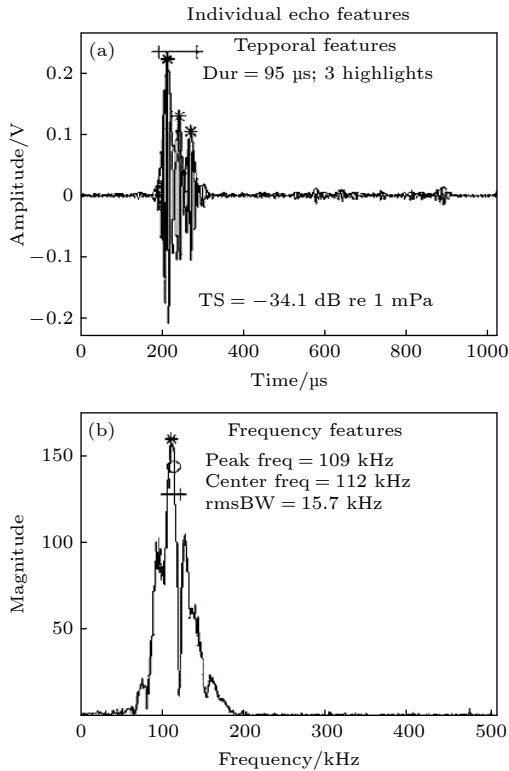 Individual echo features
(a)
Tepporal features
Dur = 95 µs; 3 highlights
0.2
0.1
0
−0.1
−0.2
Amplitude/V
TS = −34.1 dB re 1 mPa
0 200 400 600 800 1000
Time/µs
(b)
Frequency features
Peak freq = 109 kHz
Center freq = 112 kHz
rmsBW = 15.7 kHz
150
100
50
Magnitude
0 100 200 300 400 500
Frequency/kHz